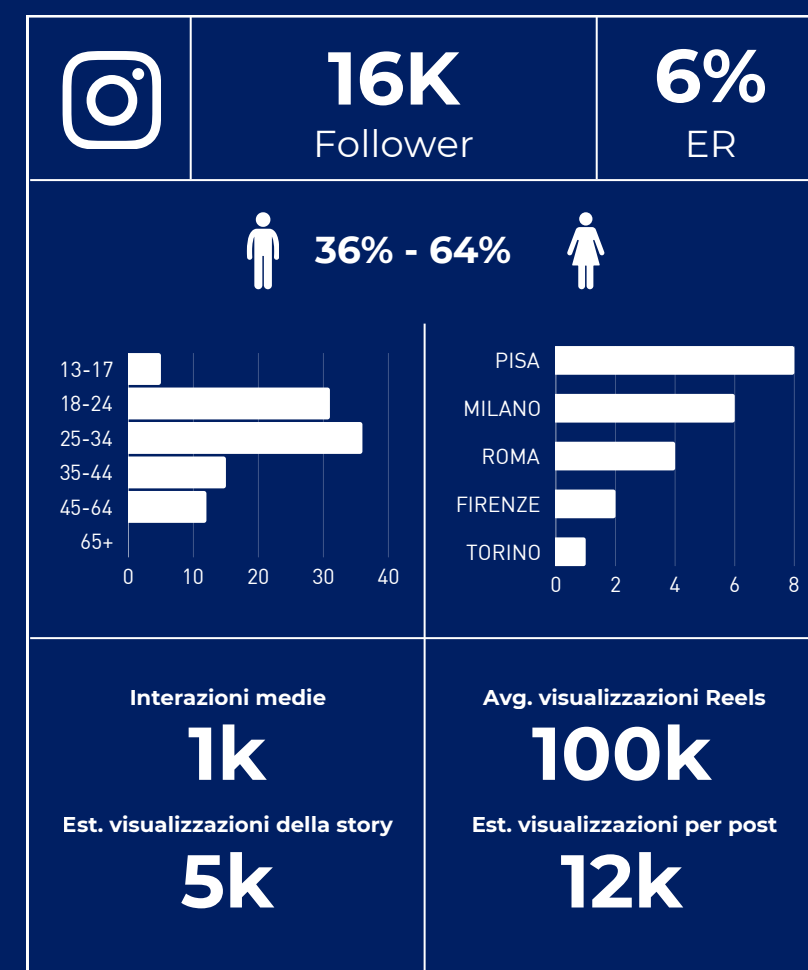 16K
Follower
6%
ER
36% - 64%
13-17
18-24
25-34
35-44
45-64
65+
0 10 20 30 40
PISA
MILANO
ROMA
FIRENZE
TORINO
0 2 4 6 8
Interazioni medie
1k
Est. visualizzazioni della story
5k
Avg. visualizzazioni Reels
100k
Est. visualizzazioni per post
12k